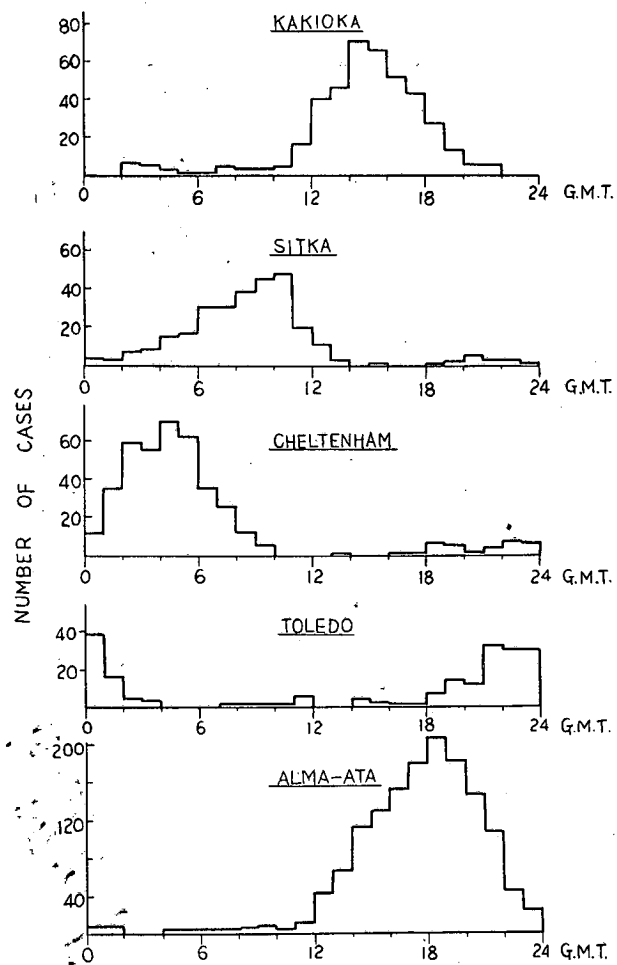 KAKIOKA
80
60
40
20
0 6 12 18 24 G.M.T.
SITKA
60
40
20
0 6 12 18 24 G.M.T.
NUMBER OF CASES
CHELTENHAM
60
40
20
0 6 12 18 24 G.M.T.
TOLEDO
40
20
0 6 12 18 24 G.M.T.
ALMA-ATA
200
120
40
0 6 12 18 24 G.M.T.